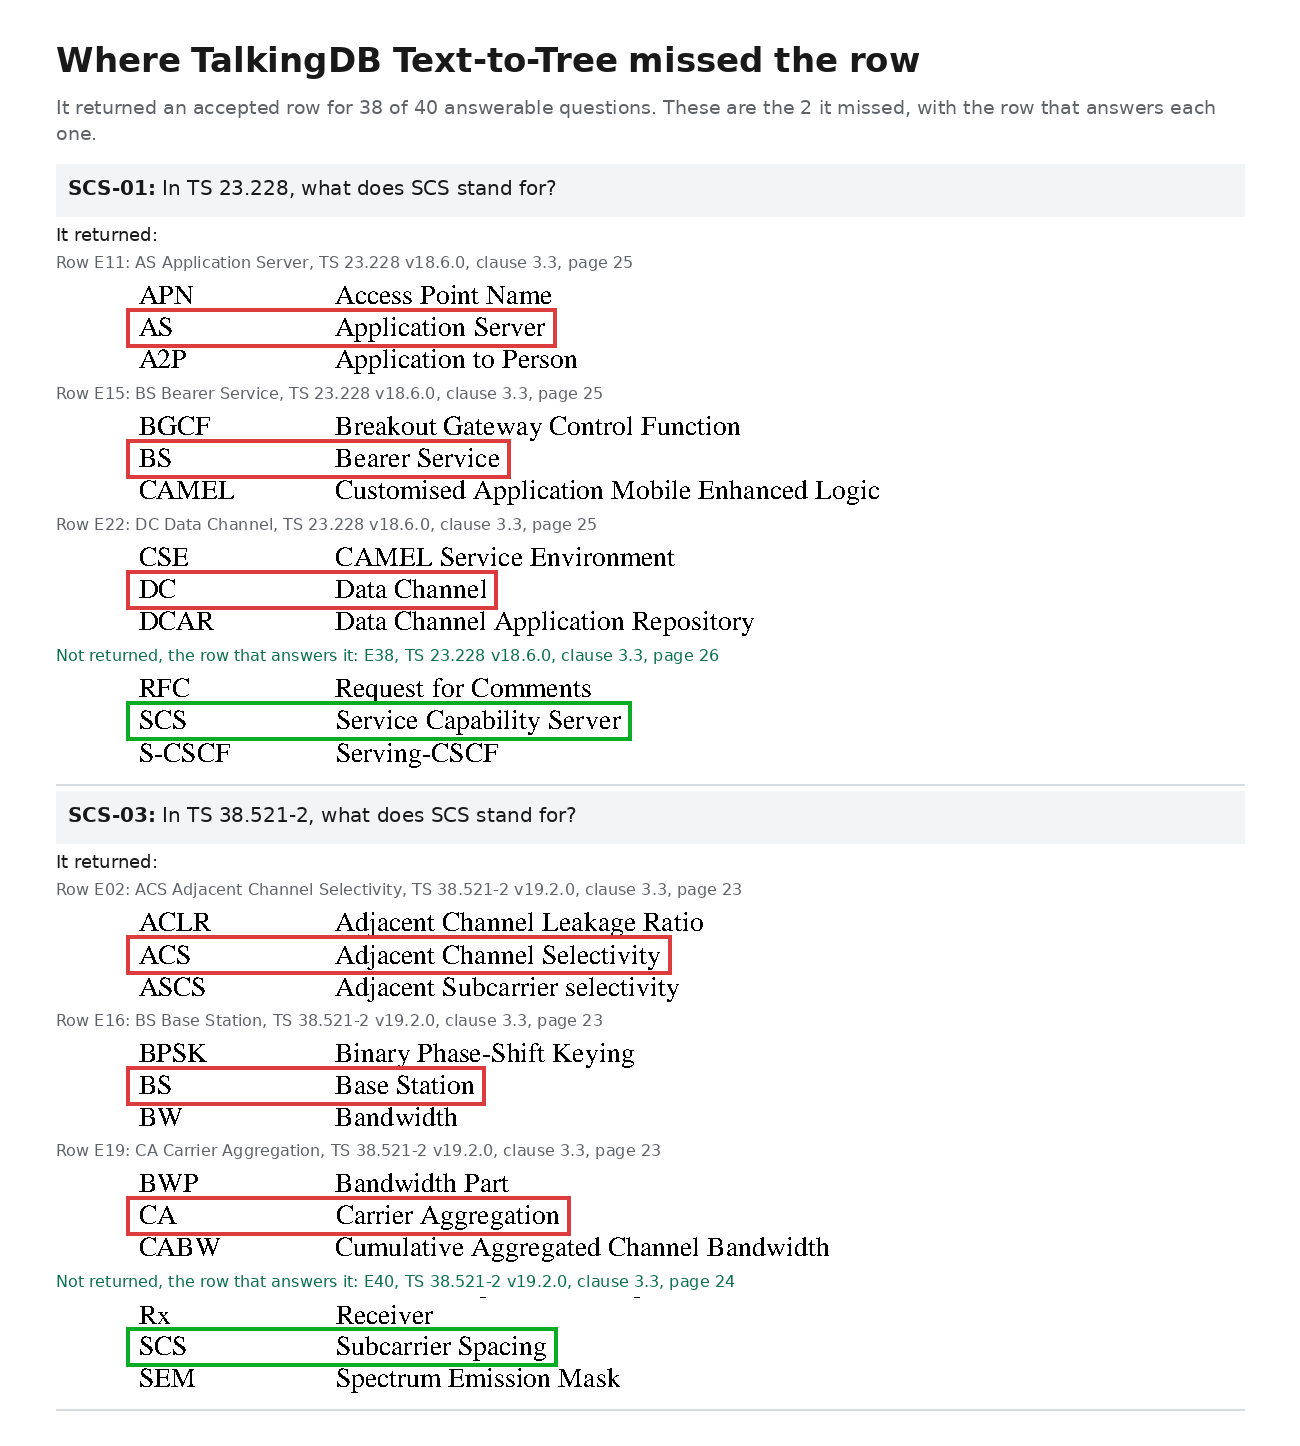 Where TalkingDB Text-to-Tree missed the row
It returned an accepted row for 38 of 40 answerable questions. These are the 2 it missed, with the row that answers each
one.
SCS-01: In TS 23.228, what does SCS stand for?
It returned:
Row E11: AS Application Server, TS 23.228 v18.6.0, clause 3.3, page 25
APN Access Point Name
AS Application Server
A2P Application to Person
Row E15: BS Bearer Service, TS 23.228 v18.6.0, clause 3.3, page 25
BGCF Breakout Gateway Control Function
BS Bearer Service
CAMEL Customised Application Mobile Enhanced Logic
Row E22: DC Data Channel, TS 23.228 v18.6.0, clause 3.3, page 25
CSE CAMEL Service Environment
DC Data Channel
DCAR Data Channel Application Repository
Not returned, the row that answers it: E38, TS 23.228 v18.6.0, clause 3.3, page 26
RFC Request for Comments
SCS Service Capability Server
S-CSCF Serving-CSCF
SCS-03: In TS 38.521-2, what does SCS stand for?
It returned:
Row E02: ACS Adjacent Channel Selectivity, TS 38.521-2 v19.2.0, clause 3.3, page 23
ACLR Adjacent Channel Leakage Ratio
ACS Adjacent Channel Selectivity
ASCS Adjacent Subcarrier selectivity
Row E16: BS Base Station, TS 38.521-2 v19.2.0, clause 3.3, page 23
BPSK Binary Phase-Shift Keying
BS Base Station
BW Bandwidth
Row E19: CA Carrier Aggregation, TS 38.521-2 v19.2.0, clause 3.3, page 23
BWP Bandwidth Part
CA Carrier Aggregation
CABW Cumulative Aggregated Channel Bandwidth
Not returned, the row that answers it: E40, TS 38.521-2 v19.2.0, clause 3.3, page 24
Rx Receiver
SCS Subcarrier Spacing
SEM Spectrum Emission Mask